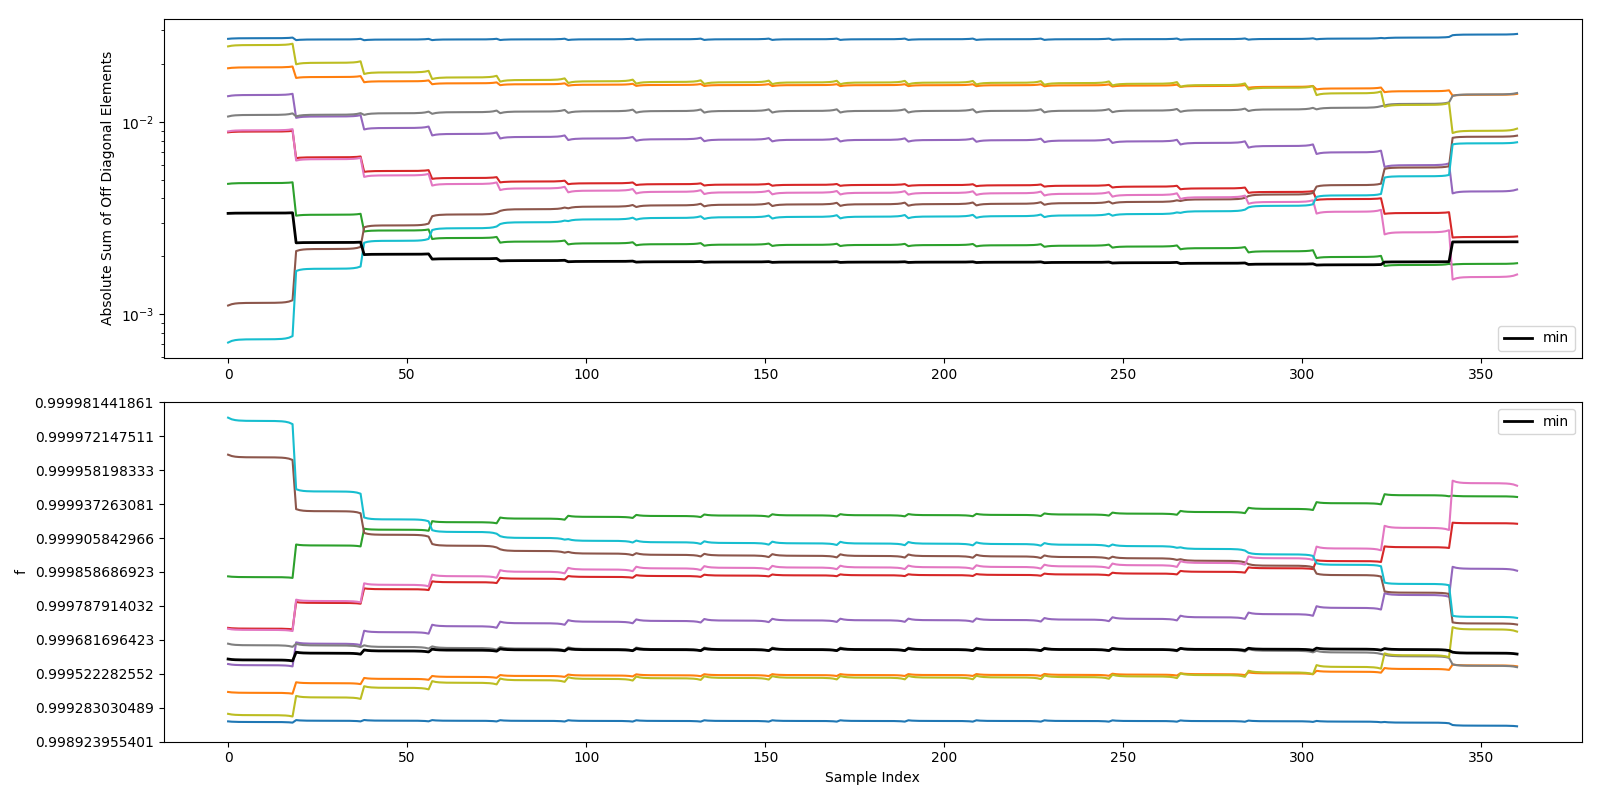 Absolute Sum of Off Diagonal Elements
10^{-2}
10^{-3}
min
0 50 100 150 200 250 300 350
f
0.999981441861
0.999972147511
0.999958198333
0.999937263081
0.999905842966
0.999858686923
0.999787914032
0.999681696423
0.999522282552
0.999283030489
0.998923955401
min
0 50 100 150 200 250 300 350
Sample Index